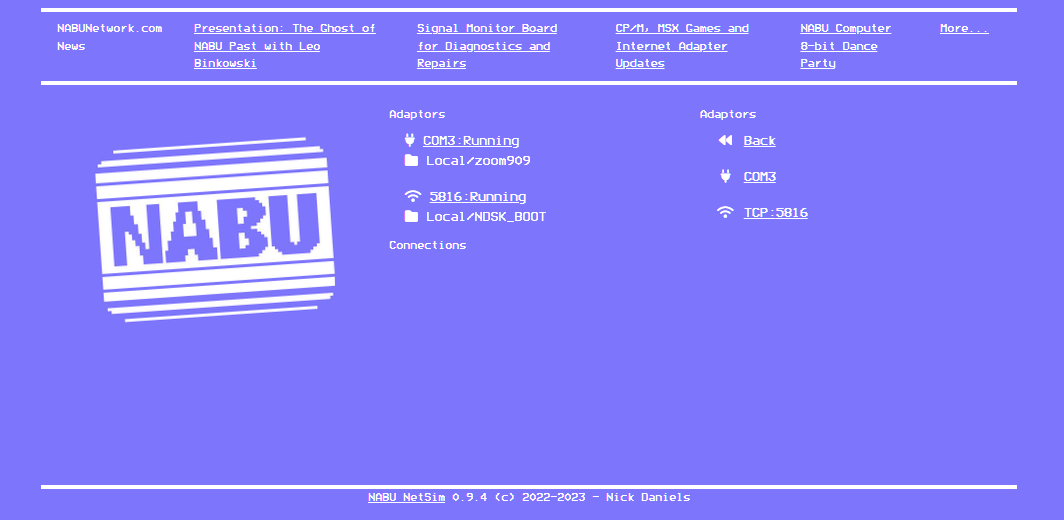 NABUNetwork.com
News
Presentation: The Ghost of
NABU Past with Leo
Binkowski
Signal Monitor Board
for Diagnostics and
Repairs
CP/M, MSX Games and
Internet Adapter
Updates
NABU Computer
8-bit Dance
Party
More...
NABU
Adaptors
COM3:Running
Local/zoom909
5816:Running
Local/NDSK_BOOT
Connections
Adaptors
Back
COM3
TCP:5816
NABU NetSim 0.9.4 (c) 2022-2023 - Nick Daniels